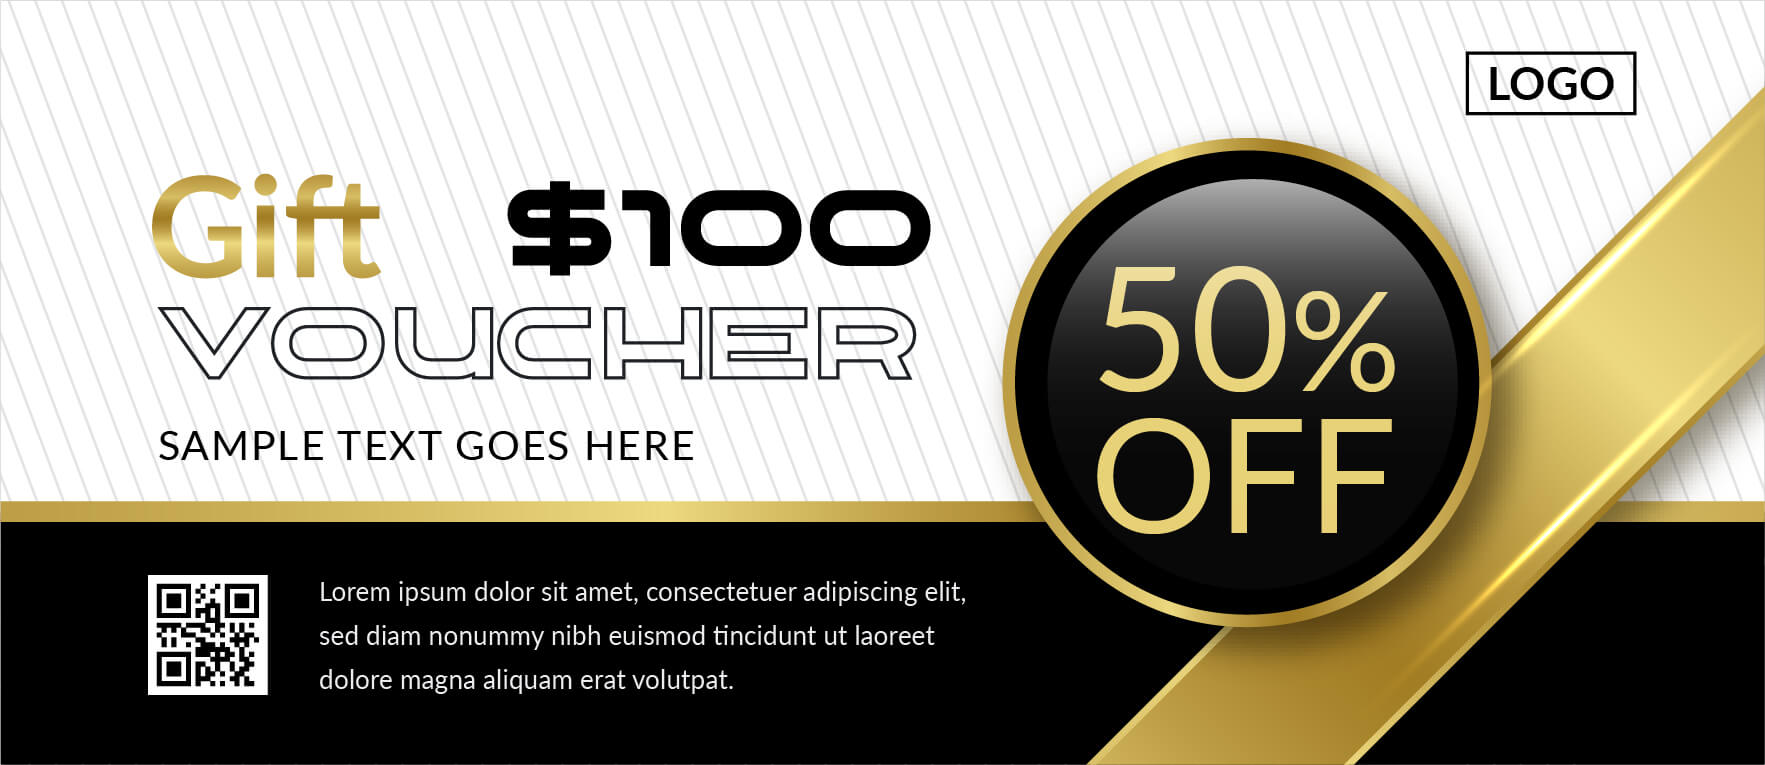 LOGO
Gift $100
VOUCHER
SAMPLE TEXT GOES HERE
50%
OFF
Lorem ipsum dolor sit amet, consectetuer adipiscing elit,
sed diam nonummy nibh euismod tincidunt ut laoreet
dolore magna aliquam erat volutpat.